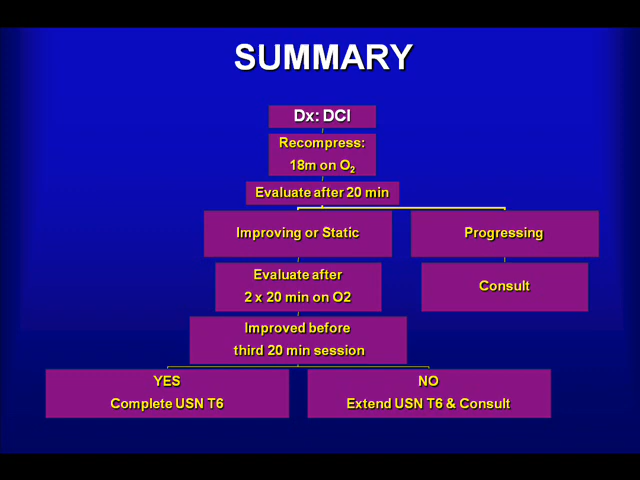 SUMMARY
Dx: DCI
Recompress:
18m on O₂
Evaluate after 20 min
Improving or Static
Progressing
Evaluate after
2 x 20 min on O2
Consult
Improved before
third 20 min session
YES
Complete USN T6
NO
Extend USN T6 & Consult